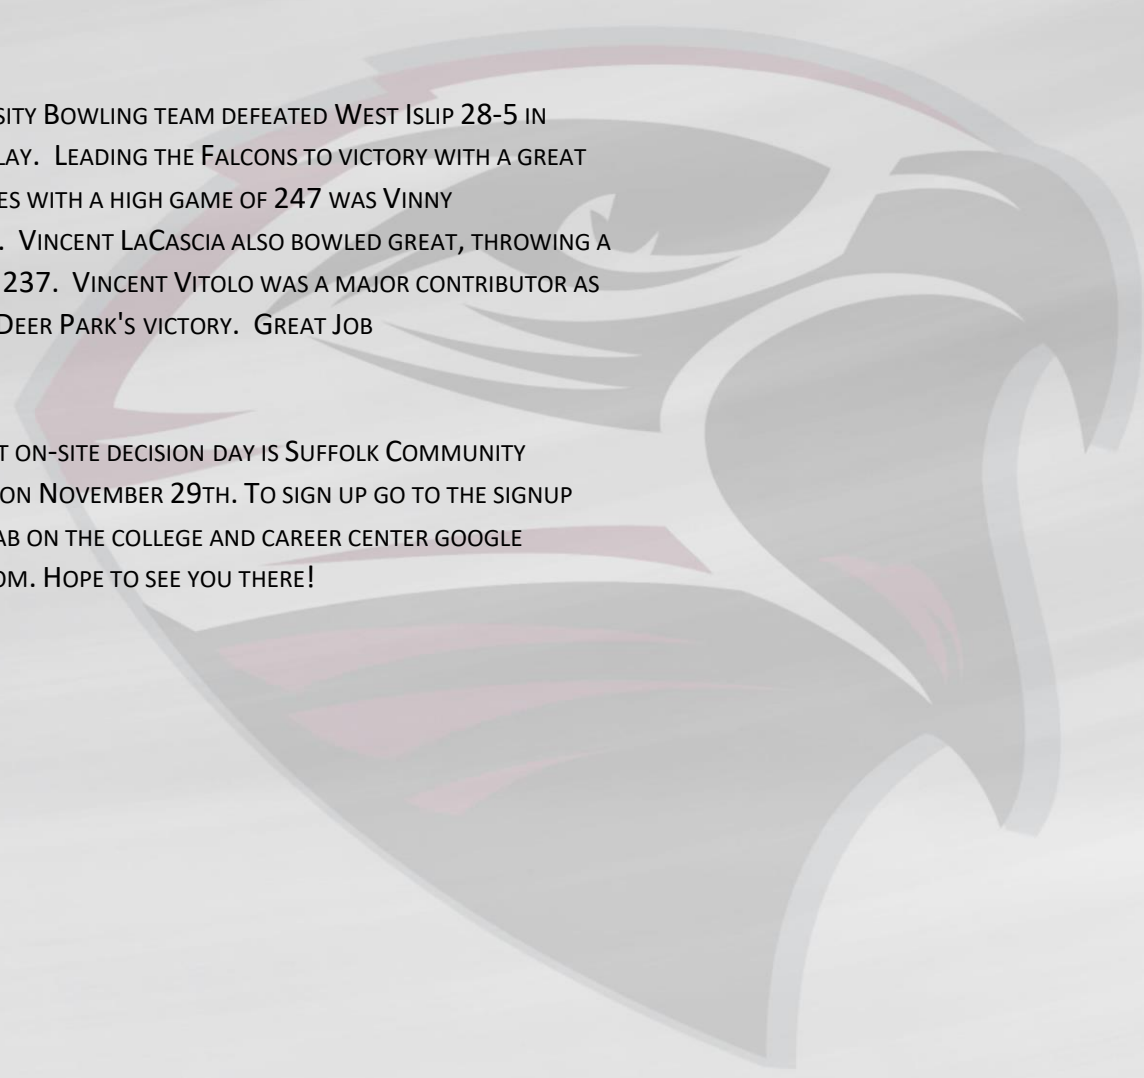 SITY BOWLING TEAM DEFEATED WEST ISLIP 28-5 IN
LAY.  LEADING THE FALCONS TO VICTORY WITH A GREAT
ES WITH A HIGH GAME OF 247 WAS VINNY
.  VINCENT LACASCIA ALSO BOWLED GREAT, THROWING A
237.  VINCENT VITOLO WAS A MAJOR CONTRIBUTOR AS
DEER PARK'S VICTORY.  GREAT JOB
T ON-SITE DECISION DAY IS SUFFOLK COMMUNITY
ON NOVEMBER 29TH. TO SIGN UP GO TO THE SIGNUP
AB ON THE COLLEGE AND CAREER CENTER GOOGLE
OM. HOPE TO SEE YOU THERE!